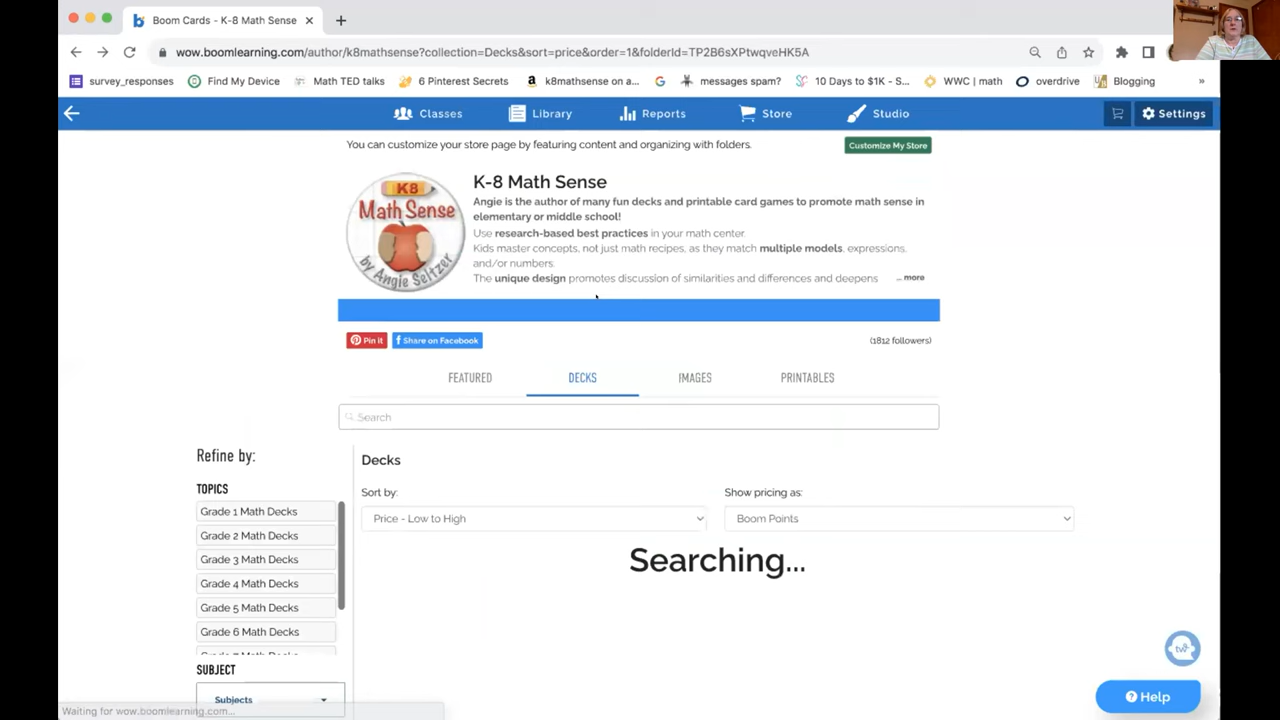 Boom Cards - K-8 Math Sense
wow.boomlearning.com/author/k8mathsense?collection=Decks&sort=price&order=1&folderId=TP2B6sXPtwqveHK5A
survey_responses Find My Device Math TED talks 6 Pinterest Secrets k8mathsense on a... messages spam? 10 Days to $1K - S... WWC | math overdrive Blogging »
Classes Library Reports Store Studio Settings
You can customize your store page by featuring content and organizing with folders. Customize My Store
K-8 Math Sense
Angie is the author of many fun decks and printable card games to promote math sense in
elementary or middle school!
Use research-based best practices in your math center.
Kids master concepts, not just math recipes, as they match multiple models, expressions,
and/or numbers.
The unique design promotes discussion of similarities and differences and deepens ... more
K8
Math Sense
by Angie Seltzer
Pin it Share on Facebook (1812 followers)
FEATURED DECKS IMAGES PRINTABLES
Search
Refine by:
TOPICS
Grade 1 Math Decks
Grade 2 Math Decks
Grade 3 Math Decks
Grade 4 Math Decks
Grade 5 Math Decks
Grade 6 Math Decks
SUBJECT
Subjects
Decks
Sort by: Show pricing as:
Price - Low to High Boom Points
Searching...
tw
Help
Waiting for wow.boomlearning.com...